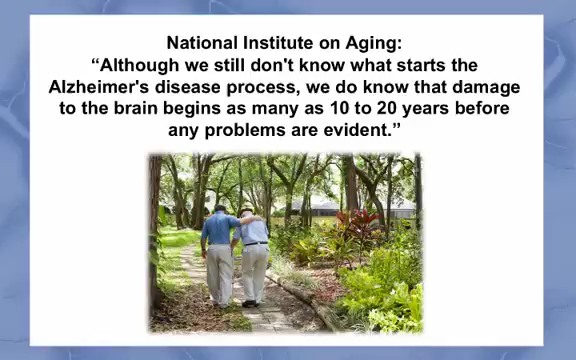 National Institute on Aging:
“Although we still don't know what starts the
Alzheimer's disease process, we do know that damage
to the brain begins as many as 10 to 20 years before
any problems are evident.”